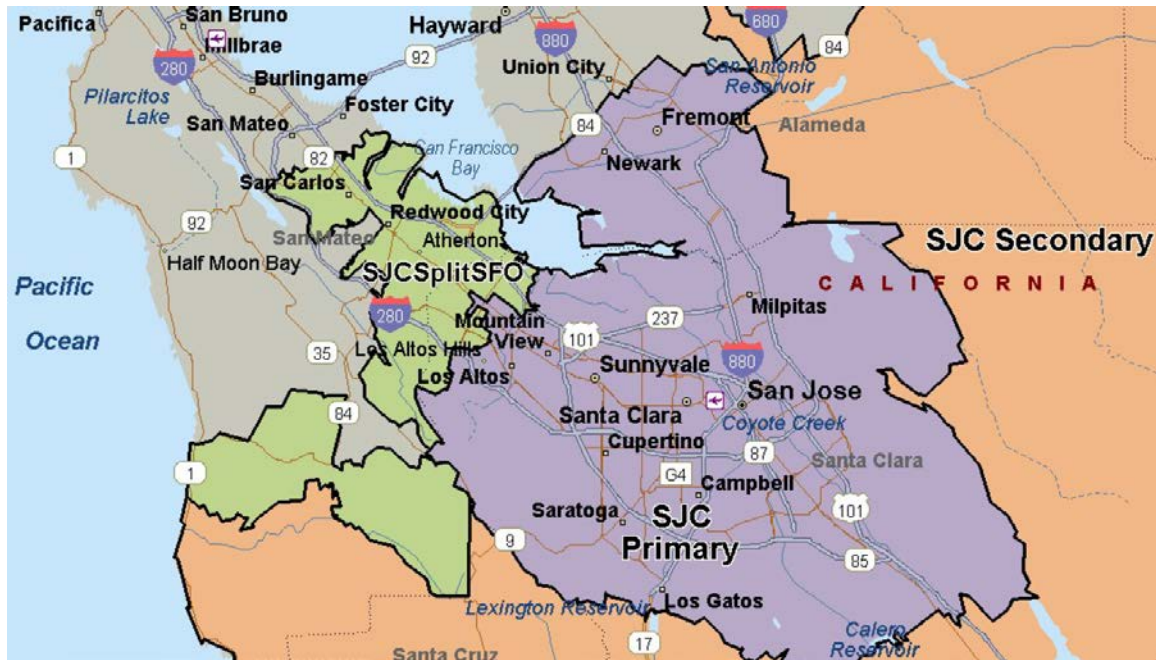 Pacifica
San Bruno
Millbrae
280
Burlingame
Pilarcitos
Lake
San Mateo
Foster City
92
Hayward
880
Union City
680
84
San Antonio
Reservoir
Alameda
84
Fremont
Newark
1
82
San Francisco
Bay
San Carlos
Redwood City
92
San Mateo
Atherton
Half Moon Bay
SJCSplitSFO
SJC Secondary
CALIFORNIA
Pacific
Ocean
280
Mountain
View
101
237
Milpitas
35
Los Altos Hills
Los Altos
Sunnyvale
880
San Jose
Santa Clara
Coyote Creek
84
Cupertino
87
Santa Clara
1
G4
Campbell
101
Saratoga
SJC
Primary
9
85
Lexington Reservoir
Los Gatos
17
Calero
Reservoir
Santa Cruz